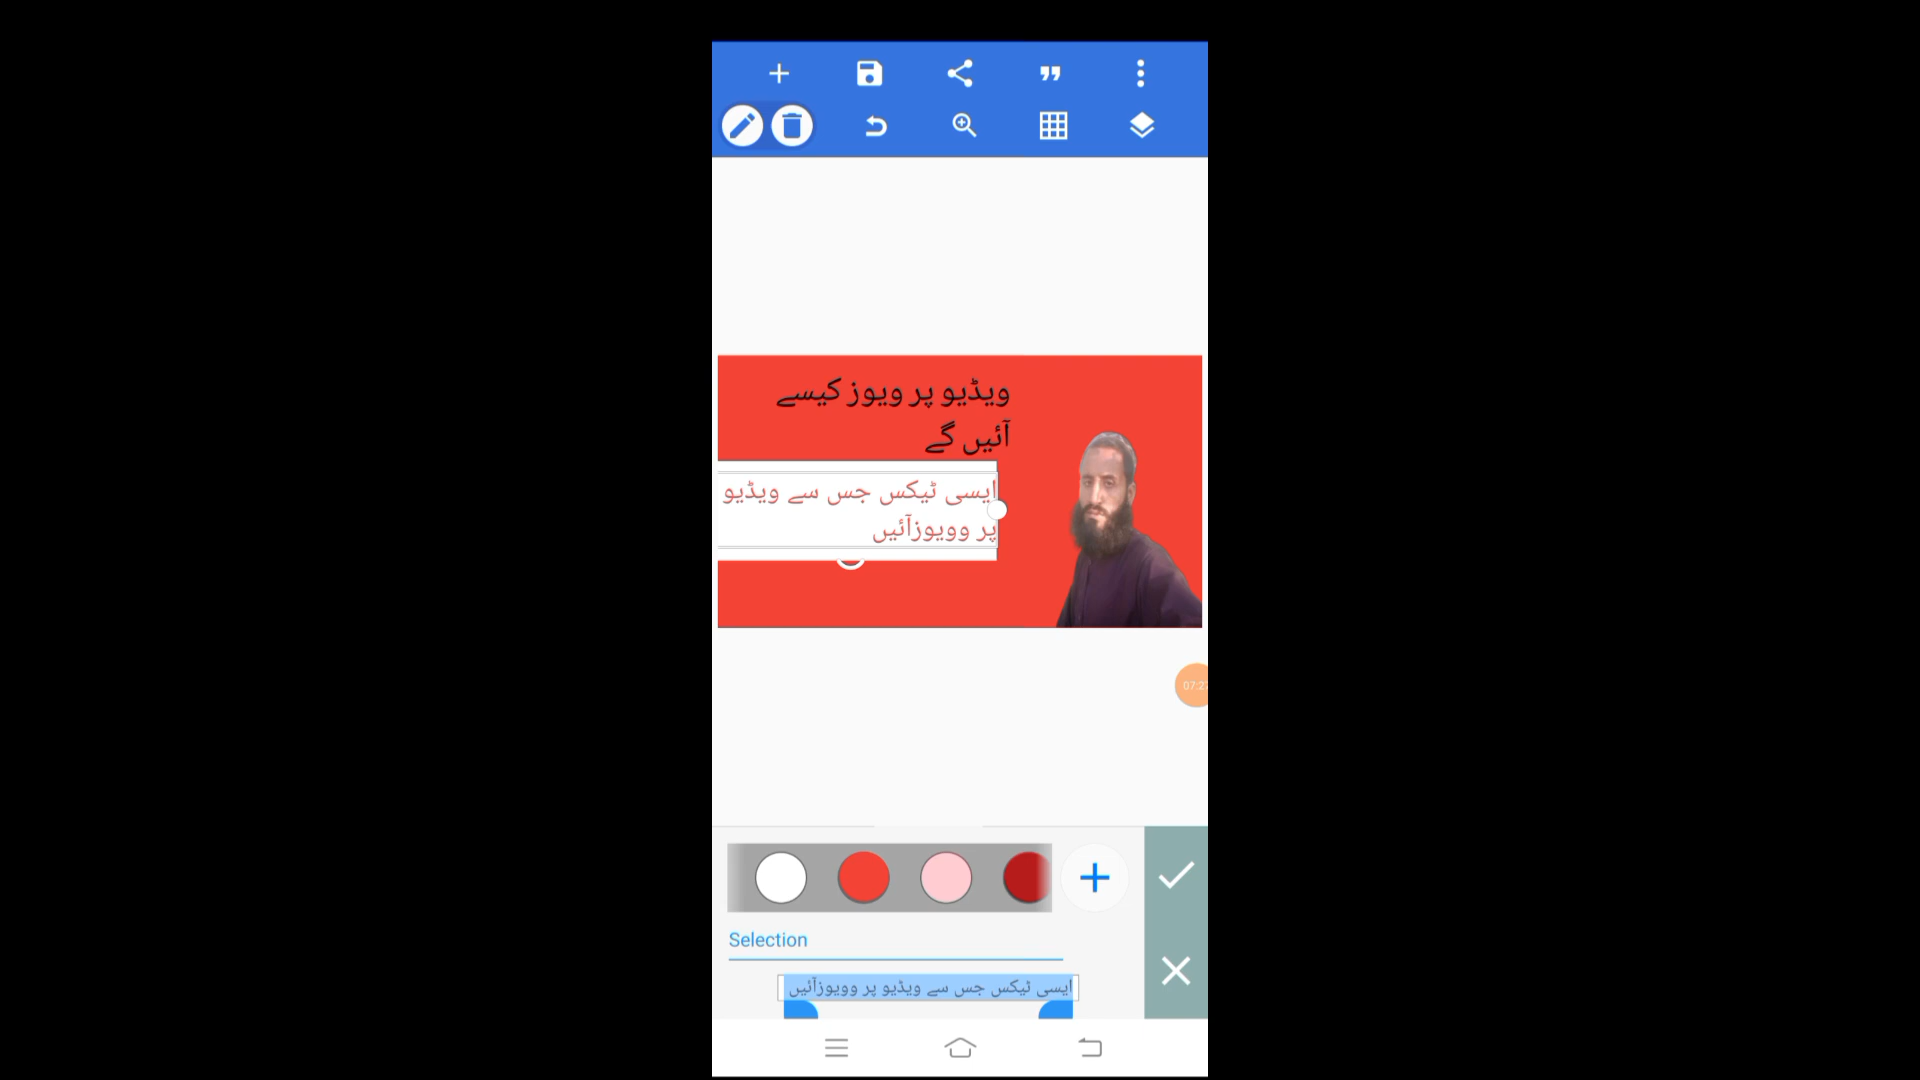 ویڈیو پر ویوز کیسے
آئیں گے
ایسی ٹیکس جس سے ویڈیو
پر وویوزآئیں
Selection
ایسی ٹیکس جس سے ویڈیو پر وویوزآئیں